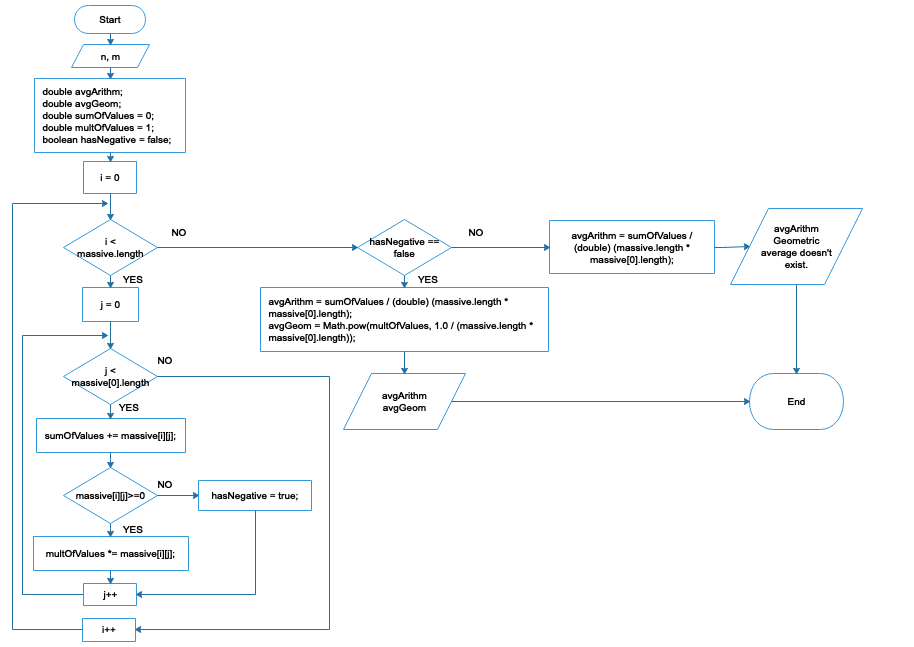 Start
n, m
double avgArithm;
double avgGeom;
double sumOfValues = 0;
double multOfValues = 1;
boolean hasNegative = false;
i = 0
i <
massive.length
NO
YES
hasNegative ==
false
NO
YES
avgArithm = sumOfValues /
(double) (massive.length *
massive[0].length);
avgArithm
Geometric
average doesn't
exist.
j = 0
avgArithm = sumOfValues / (double) (massive.length *
massive[0].length);
avgGeom = Math.pow(multOfValues, 1.0 / (massive.length *
massive[0].length));
j <
massive[0].length
NO
YES
avgArithm
avgGeom
End
sumOfValues += massive[i][j];
massive[i][j]>=0
NO
YES
hasNegative = true;
multOfValues *= massive[i][j];
j++
i++